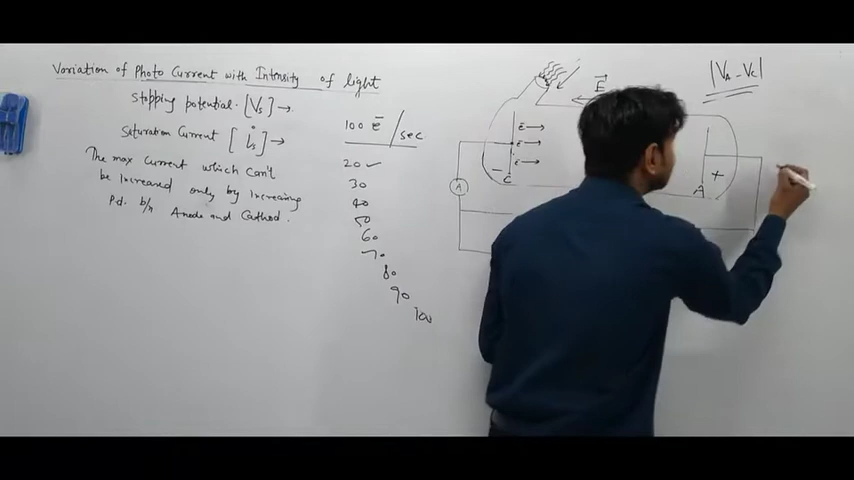 Variation of Photo Current with Intensity of light
Stopping potential. [Vs] →
Saturation Current [is] →
The max current which can't
be Increased only by Increasing
Pd. b/n Anode and Cathod.
100 ē / sec
20 ✓
30
40
50
60
70
80
90
100
|VA - VC|
E
ē →
ē →
ē →
- C
A
+
A